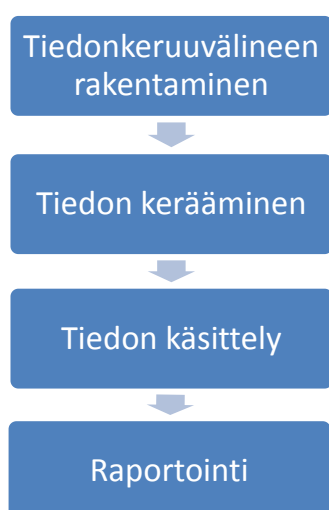 Tiedonkeruuvälineen
rakentaminen
Tiedon kerääminen
Tiedon käsittely
Raportointi